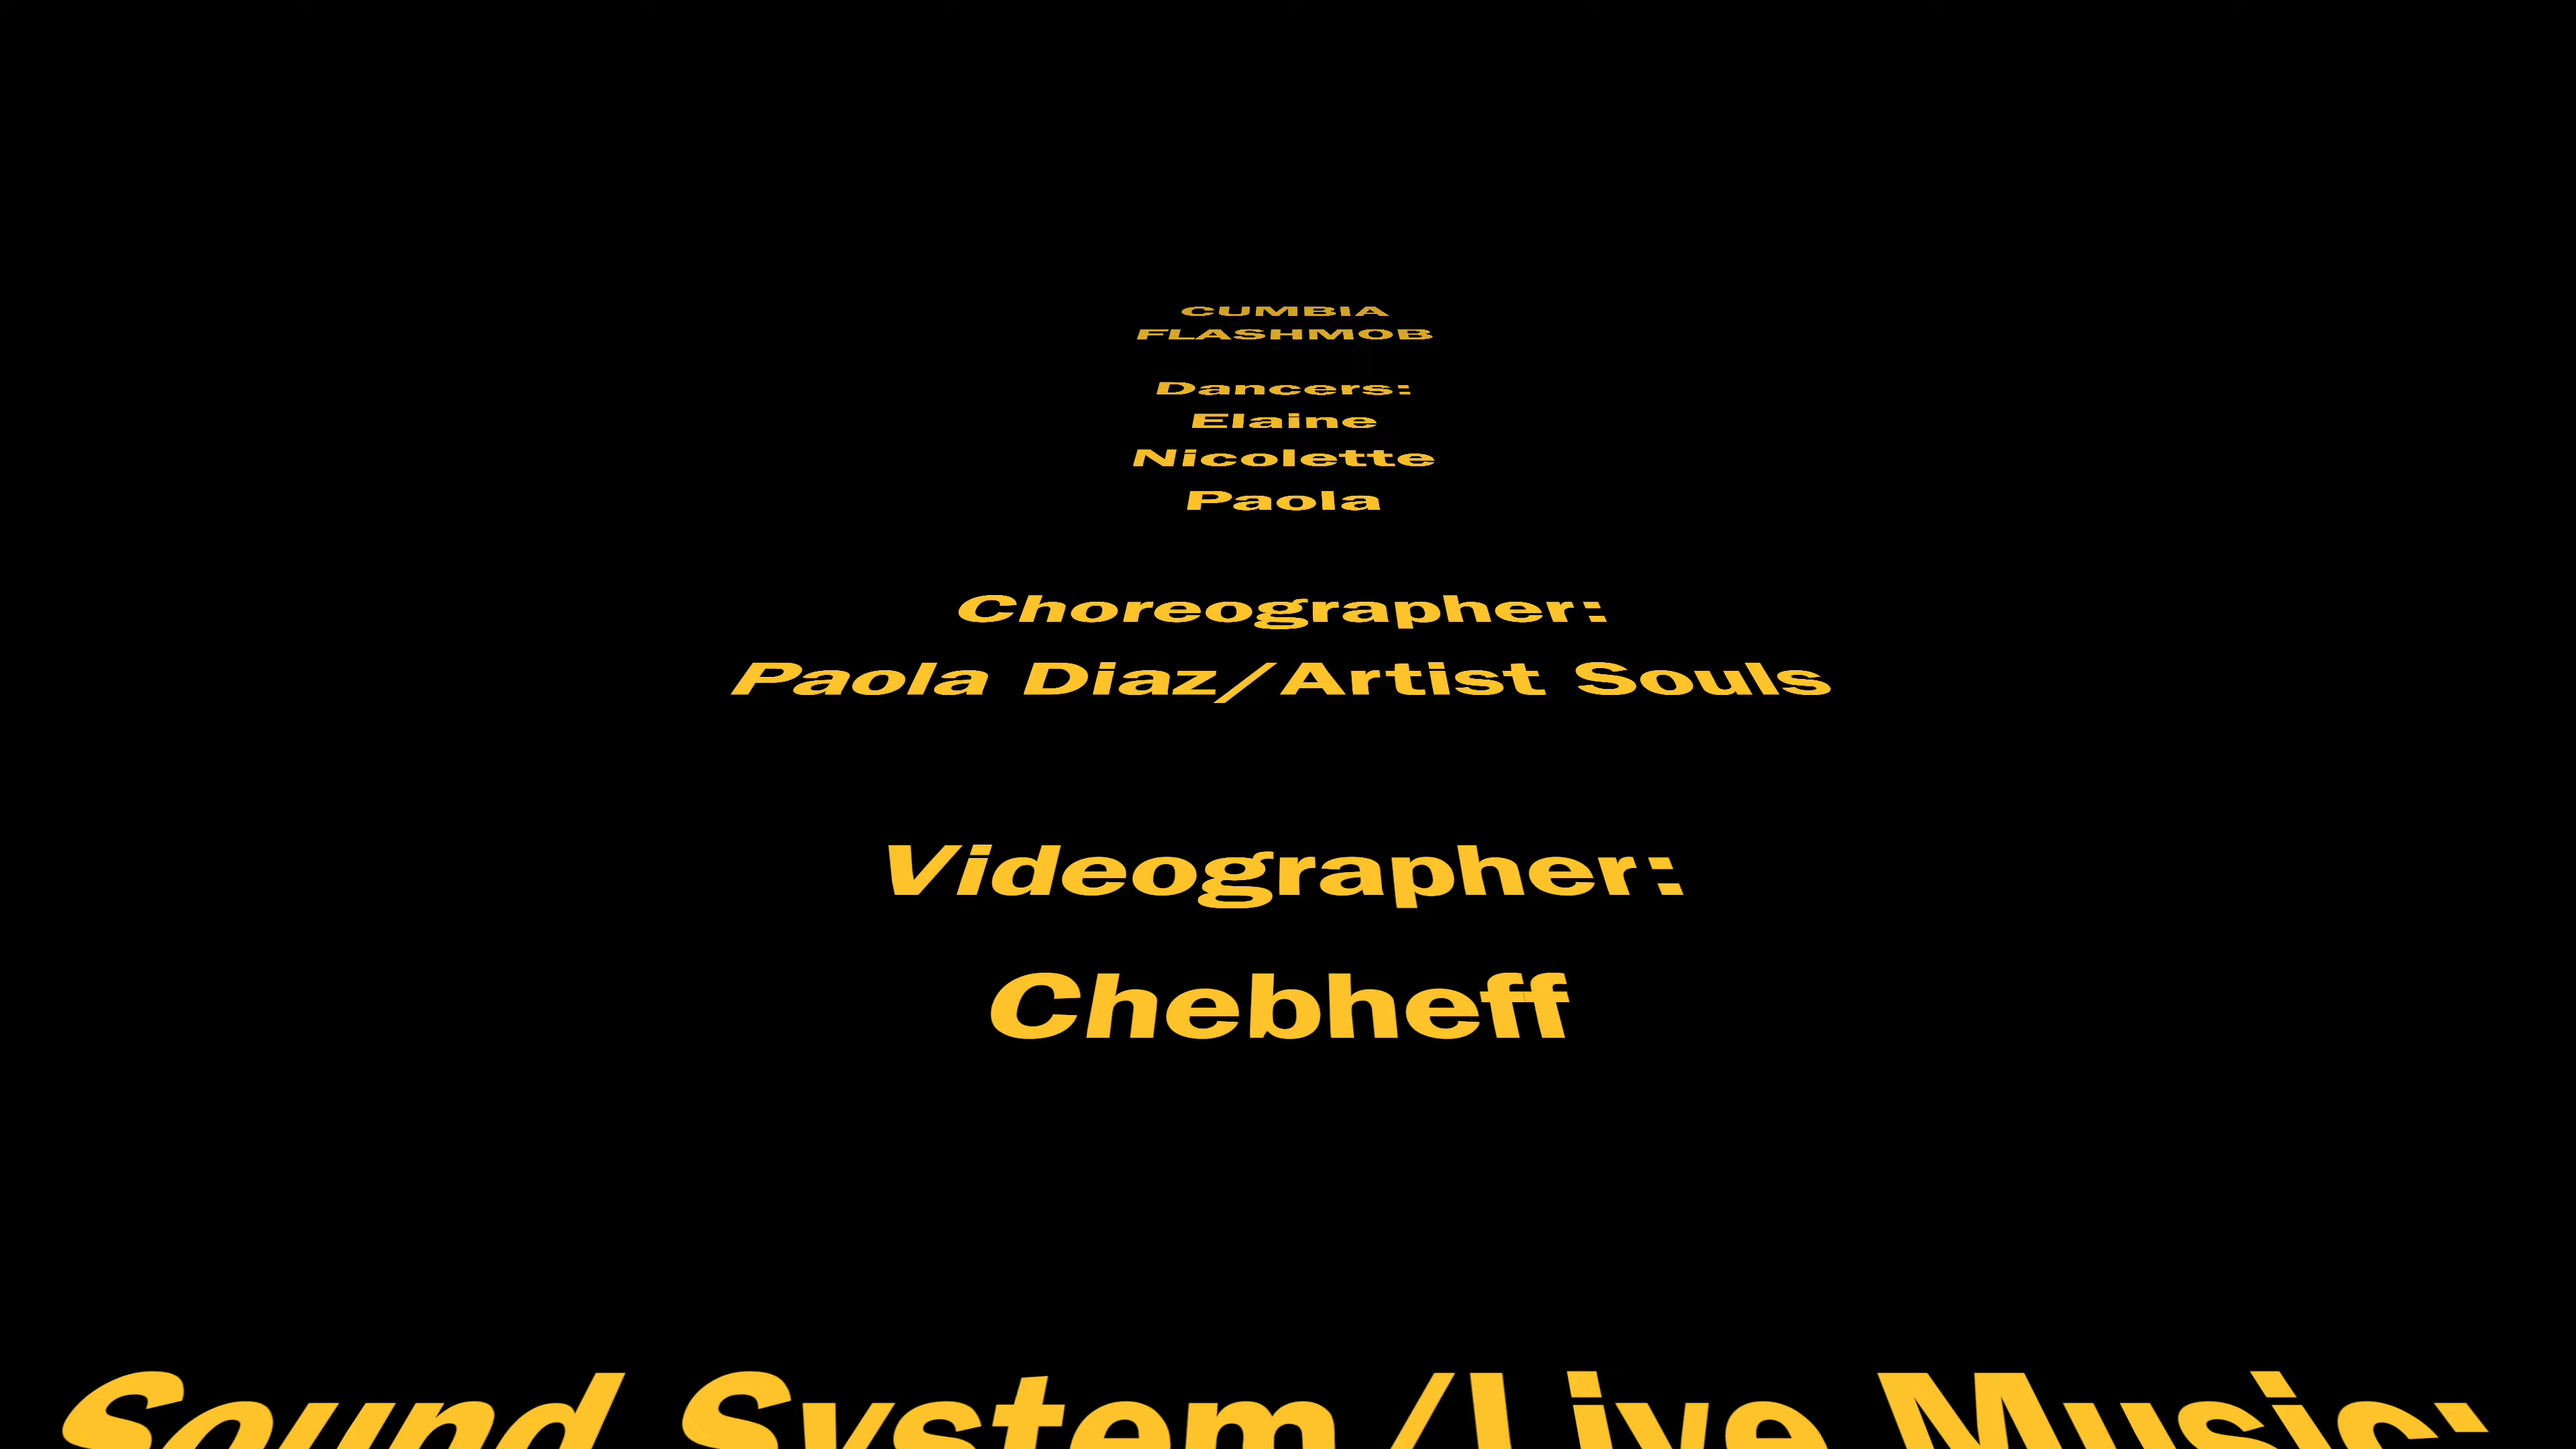 CUMBIA
FLASHMOB
Dancers:
Elaine
Nicolette
Paola
Choreographer:
Paola Diaz/Artist Souls
Videographer:
Chebheff
Sound System/Live Music: